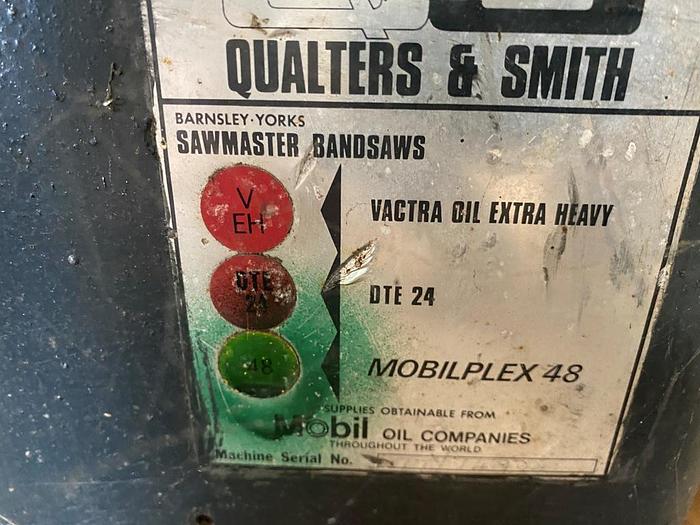 QUALTERS & SMITH
BARNSLEY·YORKS
SAWMASTER BANDSAWS
V
EH
VACTRA OIL EXTRA HEAVY
DTE
24
DTE 24
48
MOBILPLEX 48
SUPPLIES OBTAINABLE FROM
Mobil OIL COMPANIES
THROUGHOUT THE WORLD
Machine Serial No.